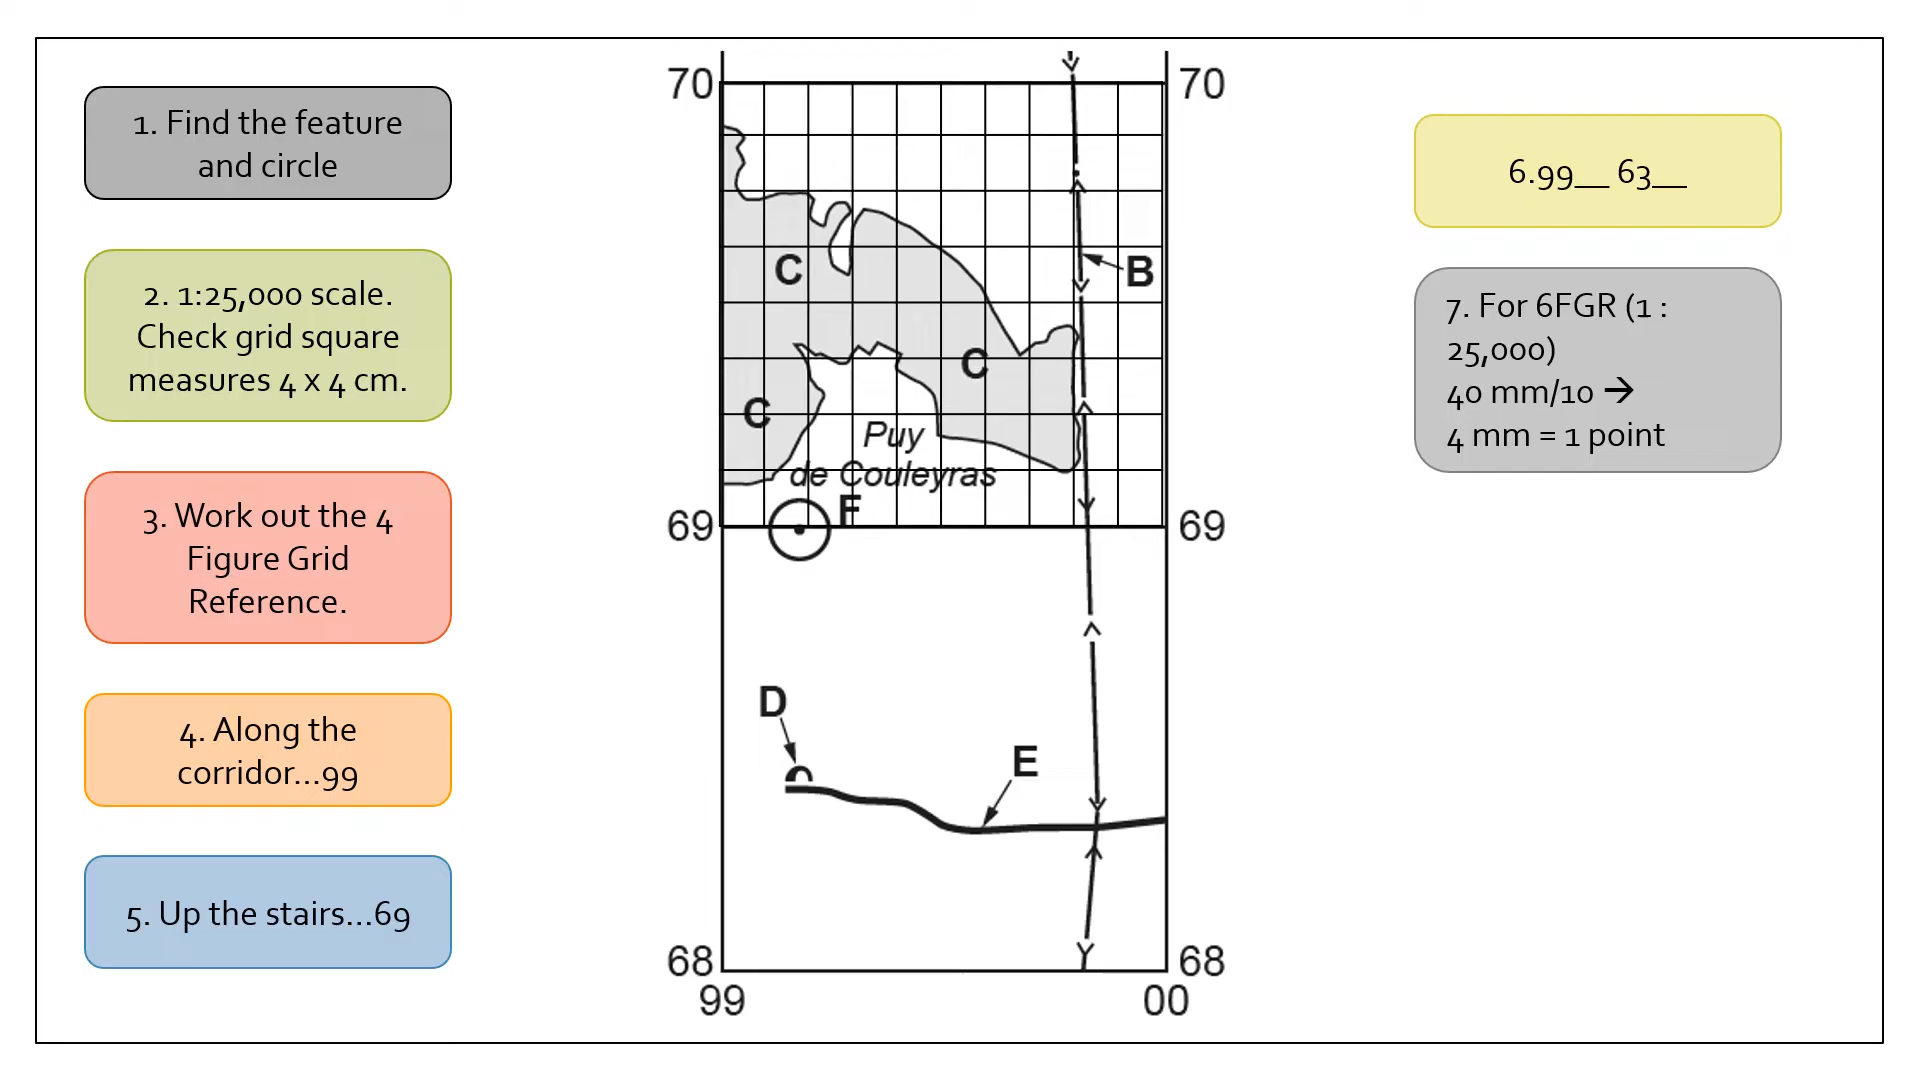 1. Find the feature
and circle
2. 1:25,000 scale.
Check grid square
measures 4 x 4 cm.
3. Work out the 4
Figure Grid
Reference.
4. Along the
corridor...99
5. Up the stairs...69
70
70
C
B
C
C
Puy
de Couleyras
F
69
69
D
E
68
68
99
00
6.99__ 63__
7. For 6FGR (1 :
25,000)
40 mm/10 →
4 mm = 1 point